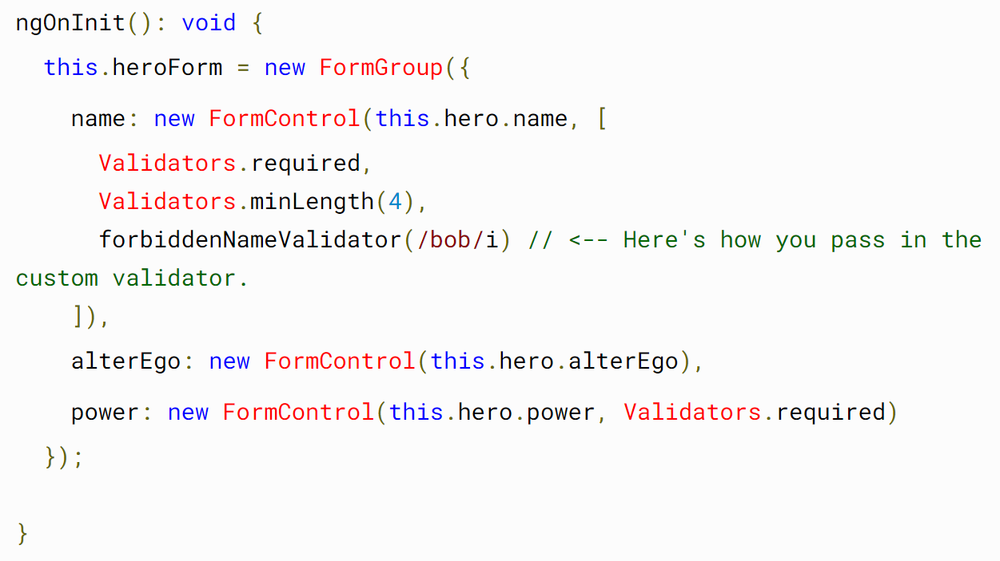 ngOnInit(): void {
  this.heroForm = new FormGroup({
    name: new FormControl(this.hero.name, [
      Validators.required,
      Validators.minLength(4),
      forbiddenNameValidator(/bob/i) // <-- Here's how you pass in the
custom validator.
    ]),
    alterEgo: new FormControl(this.hero.alterEgo),
    power: new FormControl(this.hero.power, Validators.required)
  });
}